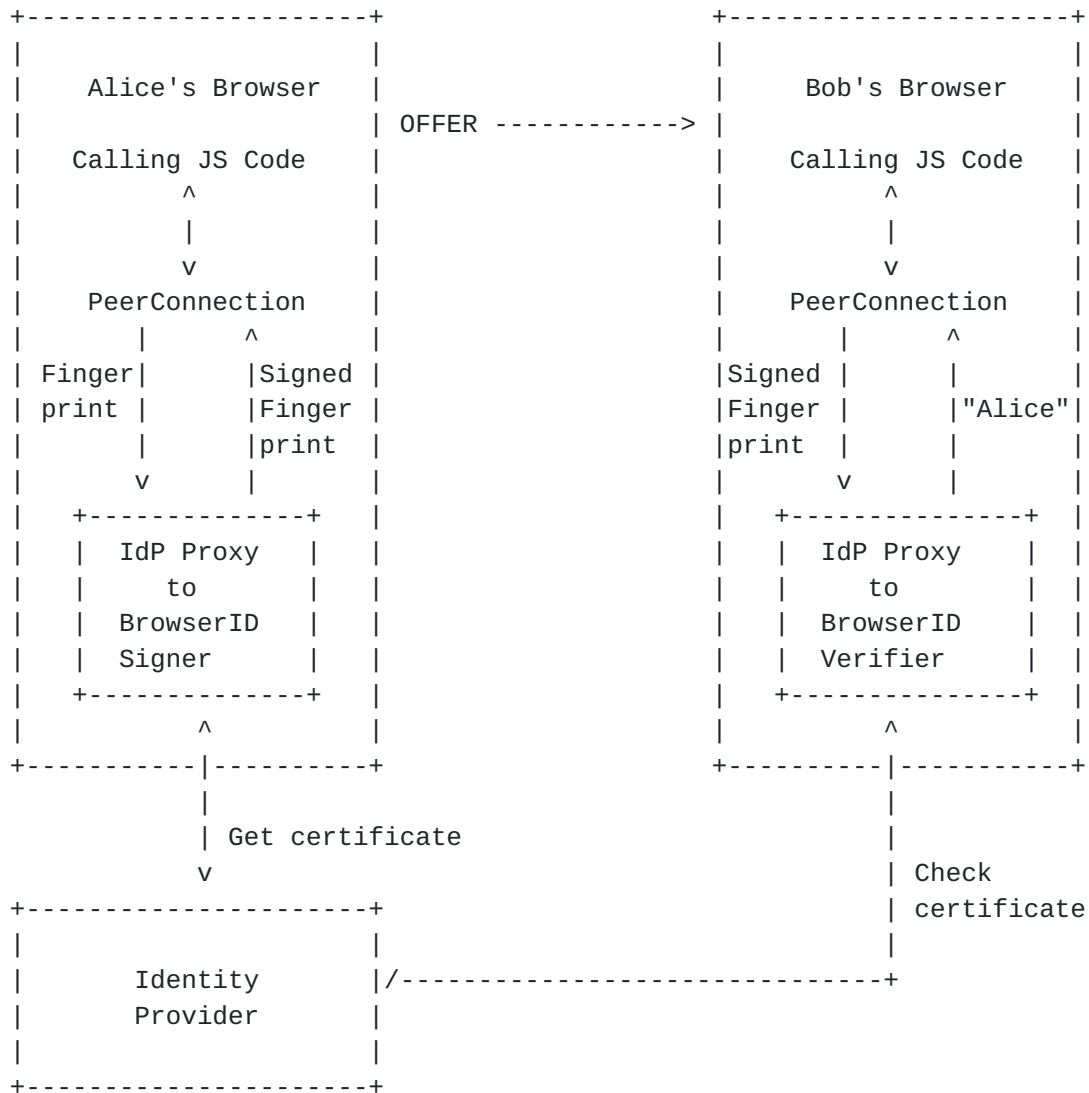 Alice's Browser Bob's Browser
OFFER ------------>
Calling JS Code Calling JS Code
PeerConnection PeerConnection
Finger Signed Signed
print Finger Finger "Alice"
print print
IdP Proxy IdP Proxy
to to
BrowserID BrowserID
Signer Verifier
Get certificate
Check
certificate
Identity
Provider